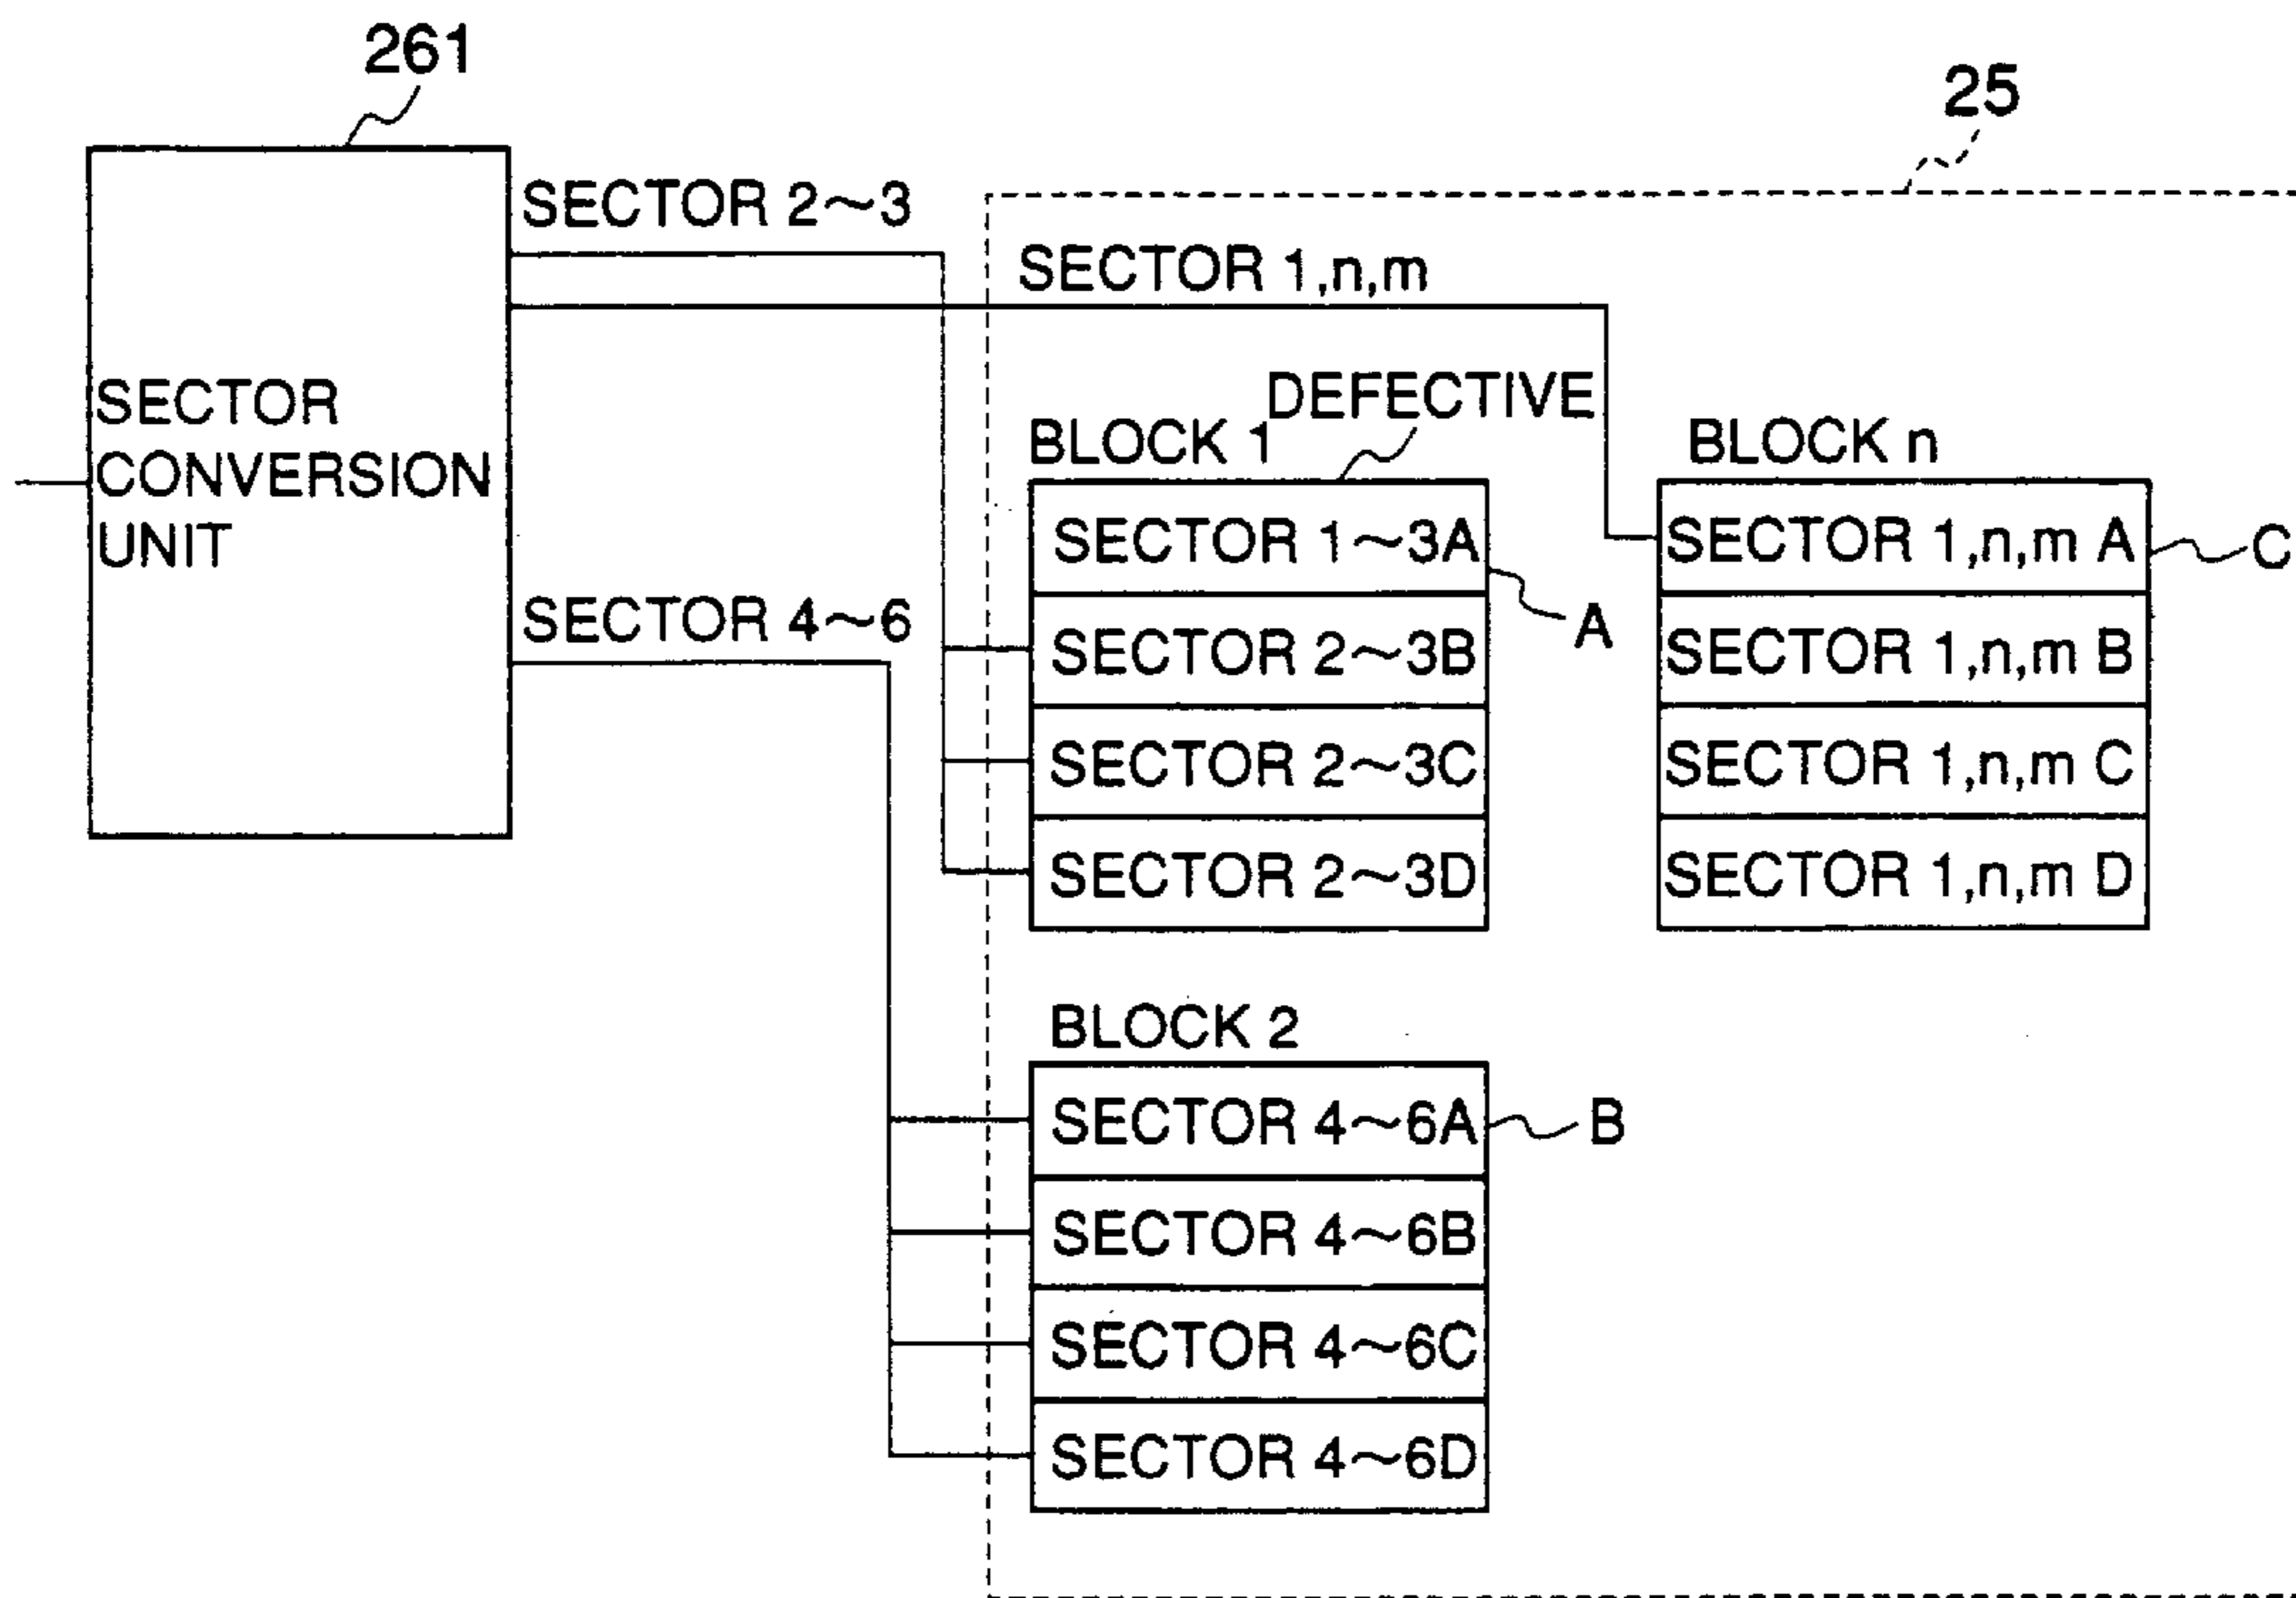 261
25
SECTOR 2~3
SECTOR 1,n,m
SECTOR
CONVERSION
UNIT
SECTOR 4~6
DEFECTIVE
BLOCK 1
SECTOR 1~3A
SECTOR 2~3B
SECTOR 2~3C
SECTOR 2~3D
A
BLOCK n
SECTOR 1,n,m A
SECTOR 1,n,m B
SECTOR 1,n,m C
SECTOR 1,n,m D
C
BLOCK 2
SECTOR 4~6A
SECTOR 4~6B
SECTOR 4~6C
SECTOR 4~6D
B